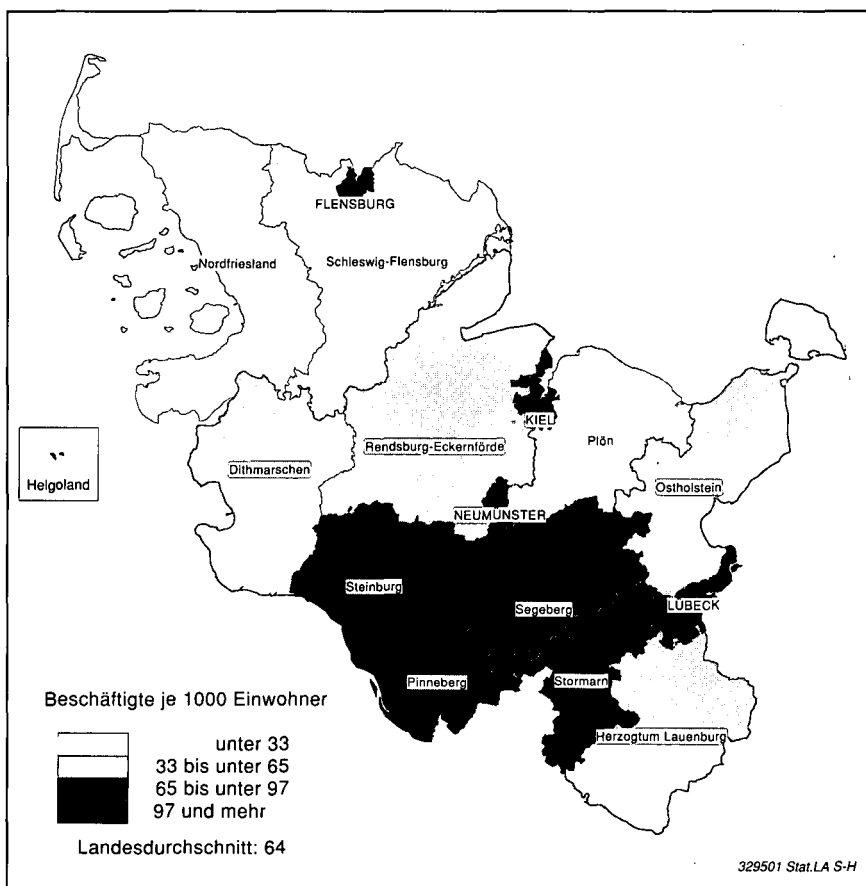 FLENSBURG
Nordfriesland
Schleswig-Flensburg
KIEL
Rendsburg-Eckernförde
Plön
Dithmarschen
Helgoland
Ostholstein
NEUMÜNSTER
Steinburg
Segeberg
LÜBECK
Pinneberg
Stormarn
Herzogtum Lauenburg
Beschäftigte je 1000 Einwohner
unter 33
33 bis unter 65
65 bis unter 97
97 und mehr
Landesdurchschnitt: 64
329501 Stat.LA S-H